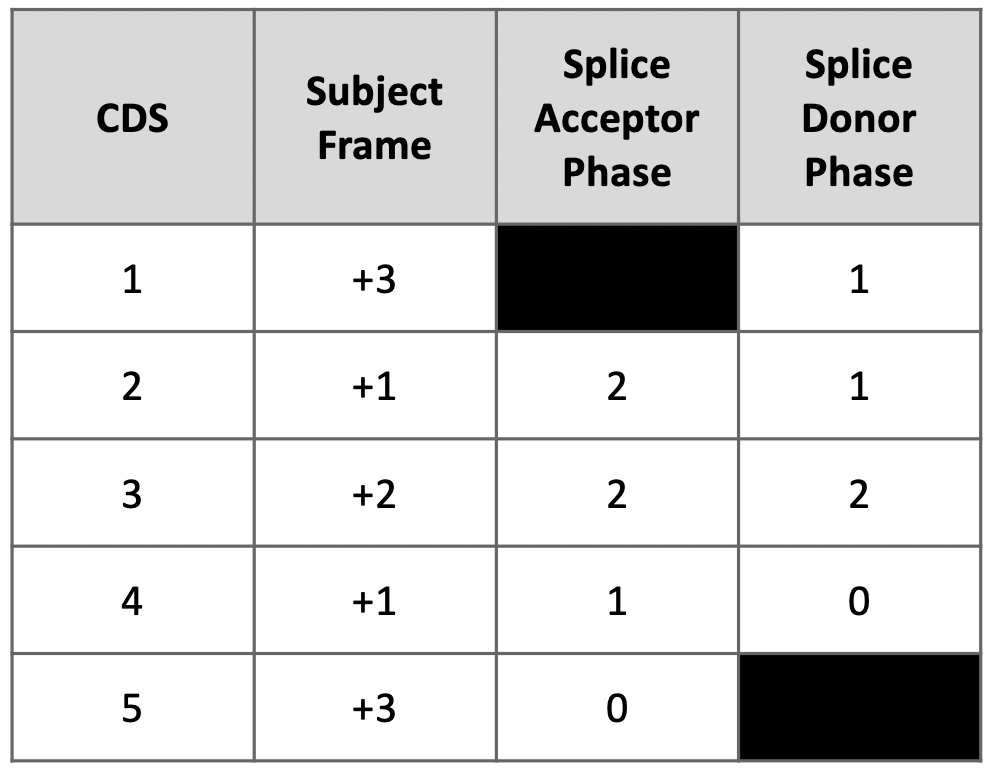 CDS Subject Frame Splice Acceptor Phase Splice Donor Phase
1 +3 1
2 +1 2 1
3 +2 2 2
4 +1 1 0
5 +3 0